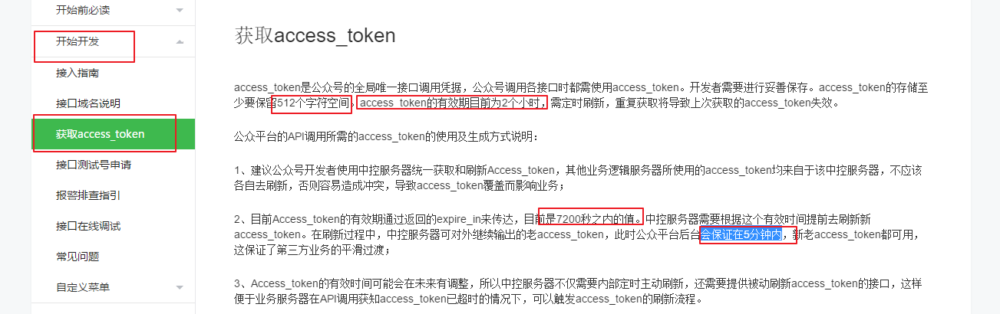 开始前必读
开始开发
接入指南
接口域名说明
获取access_token
接口测试号申请
报警排查指引
接口在线调试
常见问题
自定义菜单
获取access_token
access_token是公众号的全局唯一接口调用凭据，公众号调用各接口时都需使用access_token。开发者需要进行妥善保存。access_token的存储至
少要保留512个字符空间。access_token的有效期目前为2个小时，需定时刷新，重复获取将导致上次获取的access_token失效。
公众平台的API调用所需的access_token的使用及生成方式说明：
1、建议公众号开发者使用中控服务器统一获取和刷新Access_token，其他业务逻辑服务器所使用的access_token均来自于该中控服务器，不应该
各自去刷新，否则容易造成冲突，导致access_token覆盖而影响业务；
2、目前Access_token的有效期通过返回的expire_in来传达，目前是7200秒之内的值。中控服务器需要根据这个有效时间提前去刷新新
access_token。在刷新过程中，中控服务器可对外继续输出的老access_token，此时公众平台后台会保证在5分钟内，新老access_token都可用，
这保证了第三方业务的平滑过渡；
3、Access_token的有效时间可能会在未来有调整，所以中控服务器不仅需要内部定时主动刷新，还需要提供被动刷新access_token的接口，这样
便于业务服务器在API调用获知access_token已超时的情况下，可以触发access_token的刷新流程。